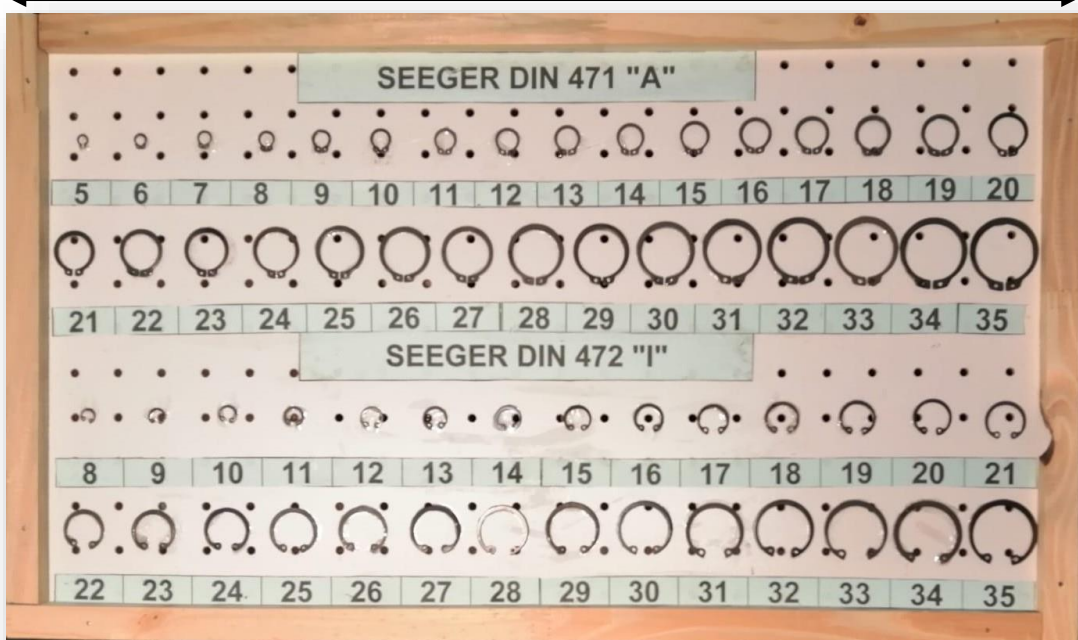 SEEGER DIN 471 "A"
5 6 7 8 9 10 11 12 13 14 15 16 17 18 19 20
21 22 23 24 25 26 27 28 29 30 31 32 33 34 35
SEEGER DIN 472 "I"
8 9 10 11 12 13 14 15 16 17 18 19 20 21
22 23 24 25 26 27 28 29 30 31 32 33 34 35